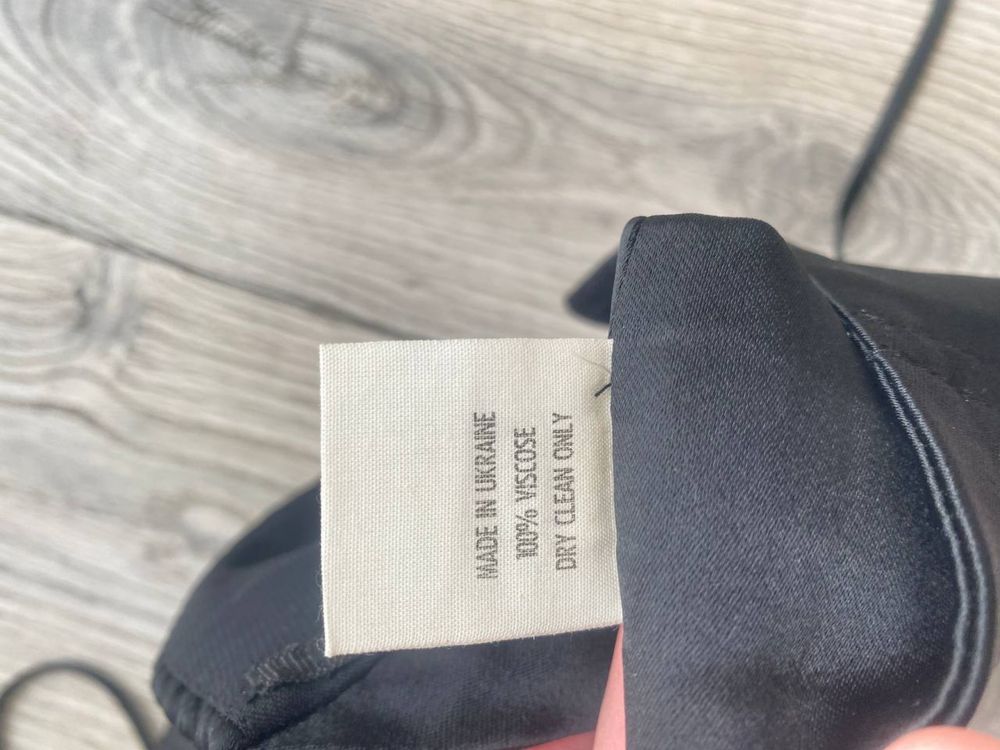 MADE IN UKRAINE
100% VISCOSE
DRY CLEAN ONLY